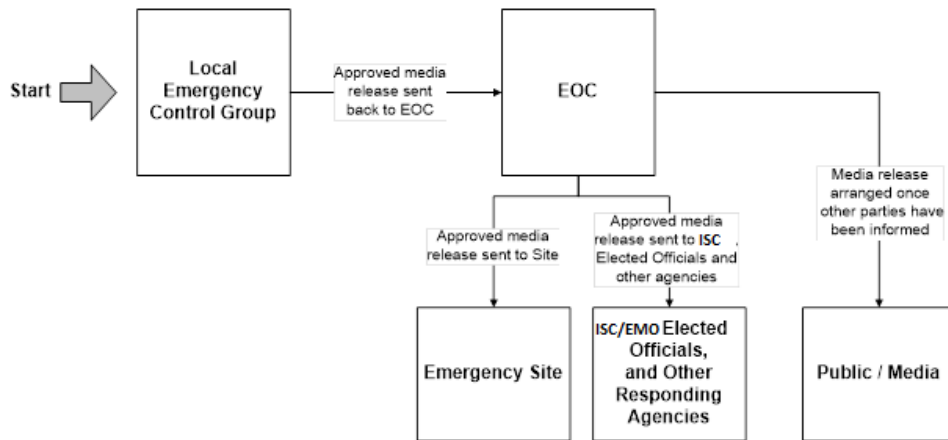 Start
Local
Emergency
Control Group
Approved media
release sent
back to EOC
EOC
Media release
arranged once
other parties have
been informed
Approved media
release sent to Site
Approved media
release sent to ISC .
Elected Officials and
other agencies
Emergency Site
ISC/EMO Elected
Officials,
and Other
Responding
Agencies
Public / Media